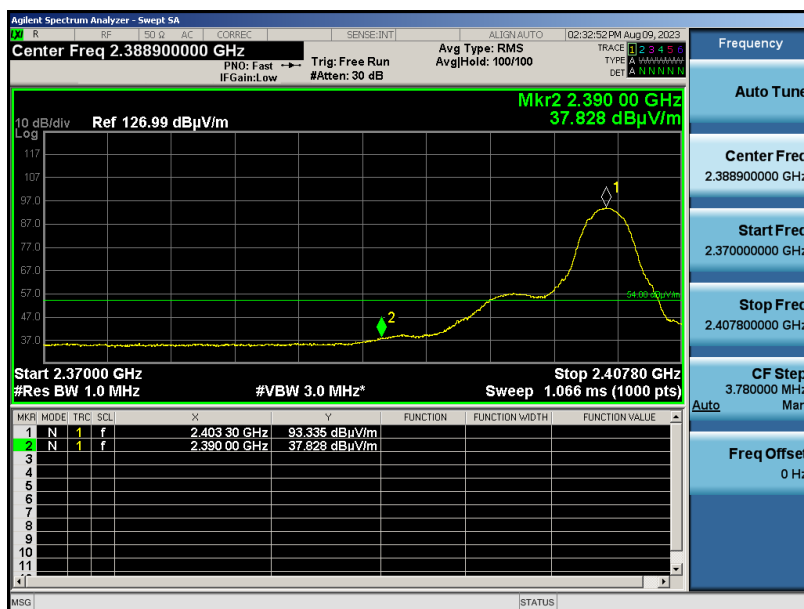 Agilent Spectrum Analyzer - Swept SA
LXI R RF 50 Ω AC CORREC SENSE:INT ALIGN AUTO 02:32:52 PM Aug 09, 2023
Center Freq 2.388900000 GHz
PNO: Fast
IFGain:Low
Trig: Free Run
#Atten: 30 dB
Avg Type: RMS
Avg|Hold: 100/100
TRACE 1 2 3 4 5 6
TYPE A WWWWW
DET A N N N N N
Mkr2 2.390 00 GHz
37.828 dBµV/m
10 dB/div Ref 126.99 dBµV/m
Log
117
107
97.0
87.0
77.0
67.0
57.0
47.0
37.0
1
2
54.00 dBµV/m
Start 2.37000 GHz Stop 2.40780 GHz
#Res BW 1.0 MHz #VBW 3.0 MHz* Sweep 1.066 ms (1000 pts)
MKR MODE TRC SCL X Y FUNCTION FUNCTION WIDTH FUNCTION VALUE
1 N 1 f 2.403 30 GHz 93.335 dBµV/m
2 N 1 f 2.390 00 GHz 37.828 dBµV/m
3
4
5
6
7
8
9
10
11
MSG STATUS
Frequency
Auto Tune
Center Freq
2.388900000 GHz
Start Freq
2.370000000 GHz
Stop Freq
2.407800000 GHz
CF Step
3.780000 MHz
Auto Man
Freq Offset
0 Hz